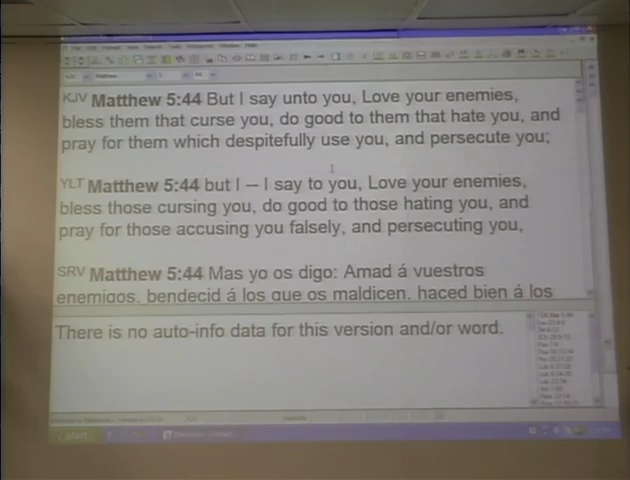 KJV Matthew 5:44 But I say unto you, Love your enemies,
bless them that curse you, do good to them that hate you, and
pray for them which despitefully use you, and persecute you;
YLT Matthew 5:44 but I -- I say to you, Love your enemies,
bless those cursing you, do good to those hating you, and
pray for those accusing you falsely, and persecuting you,
SRV Matthew 5:44 Mas yo os digo: Amad á vuestros
enemigos, bendecid á los que os maldicen, haced bien á los
There is no auto-info data for this version and/or word.
start